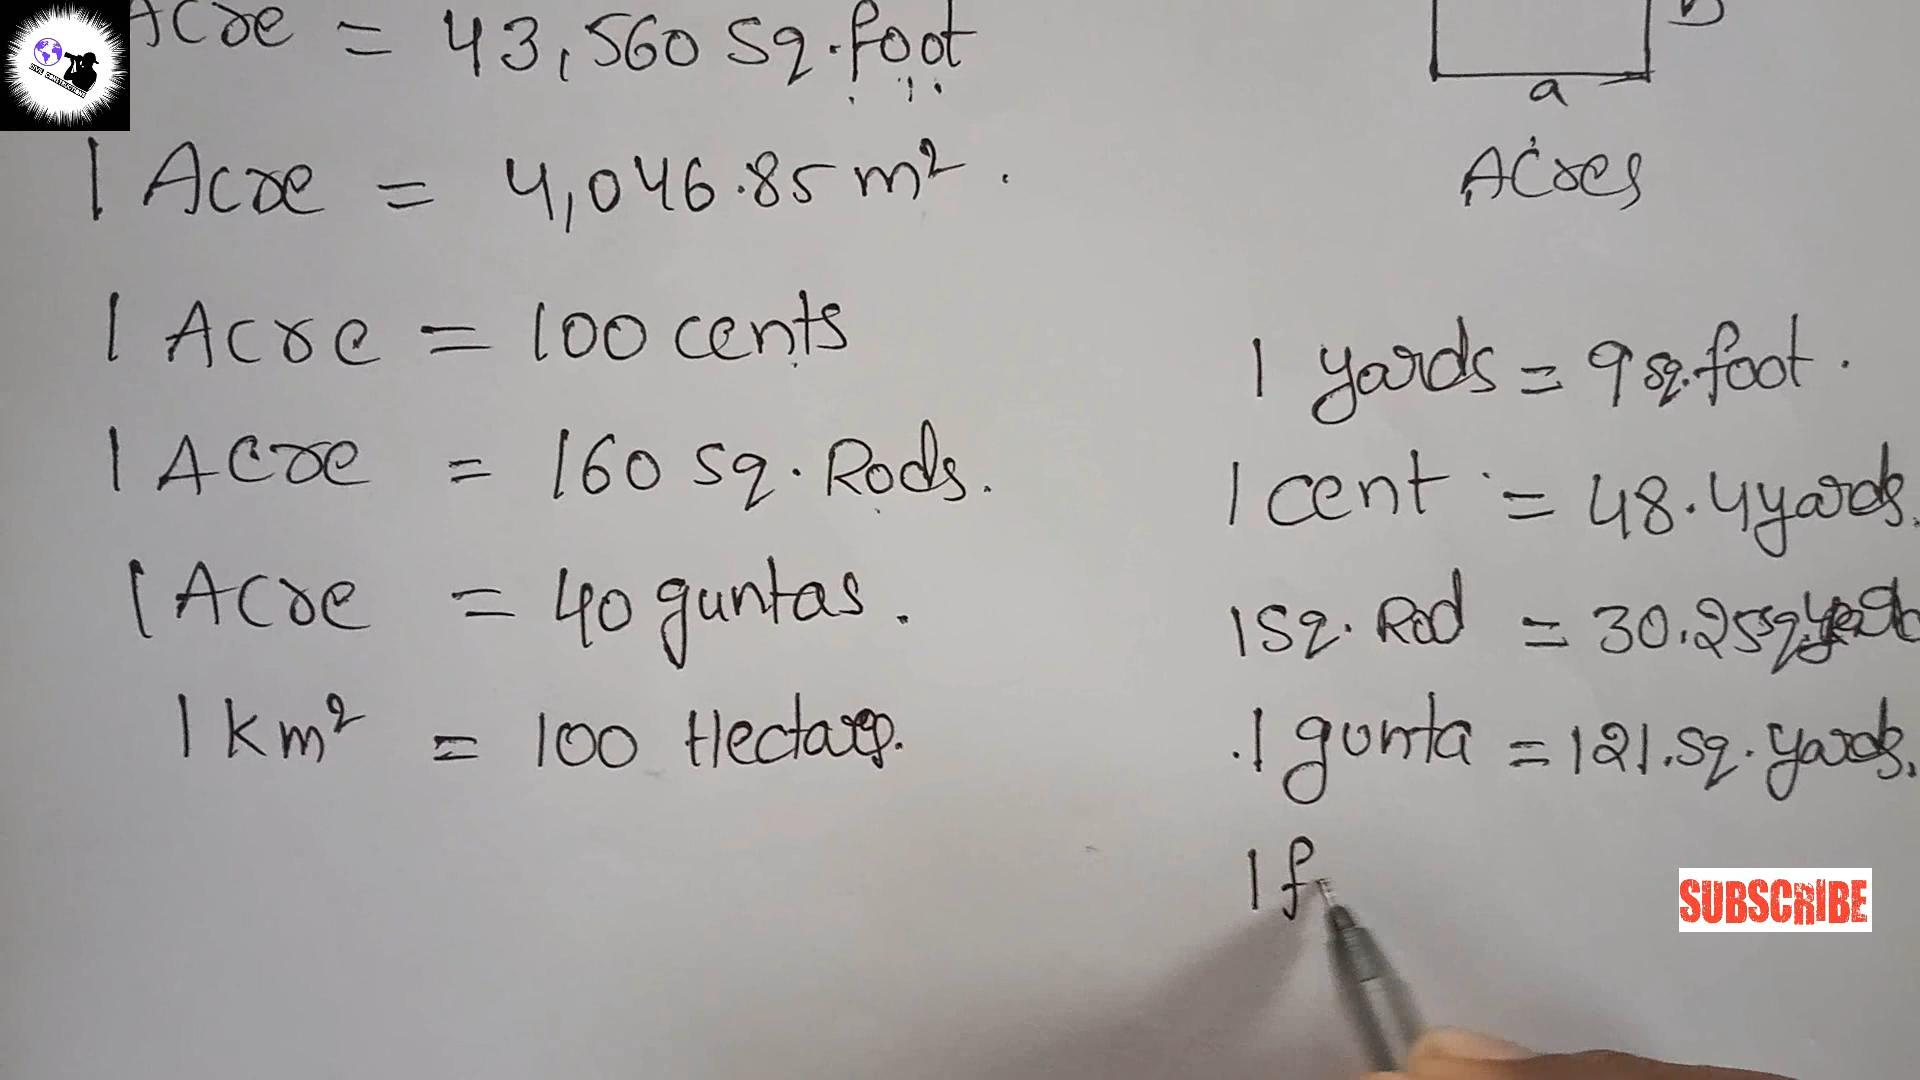 Acre = 43,560 Sq.foot
1 Acre = 4,046.85 m² .
1 Acre = 100 cents
1 Acre = 160 Sq. Rods.
1 Acre = 40 guntas.
1 km² = 100 Hectares.
b
a
Acres
1 yards = 9 sq.foot.
1 cent = 48.4 yards.
1 Sq. Rod = 30.25 sq.
1 gunta = 121.sq.yards.
1 f
SUBSCRIBE